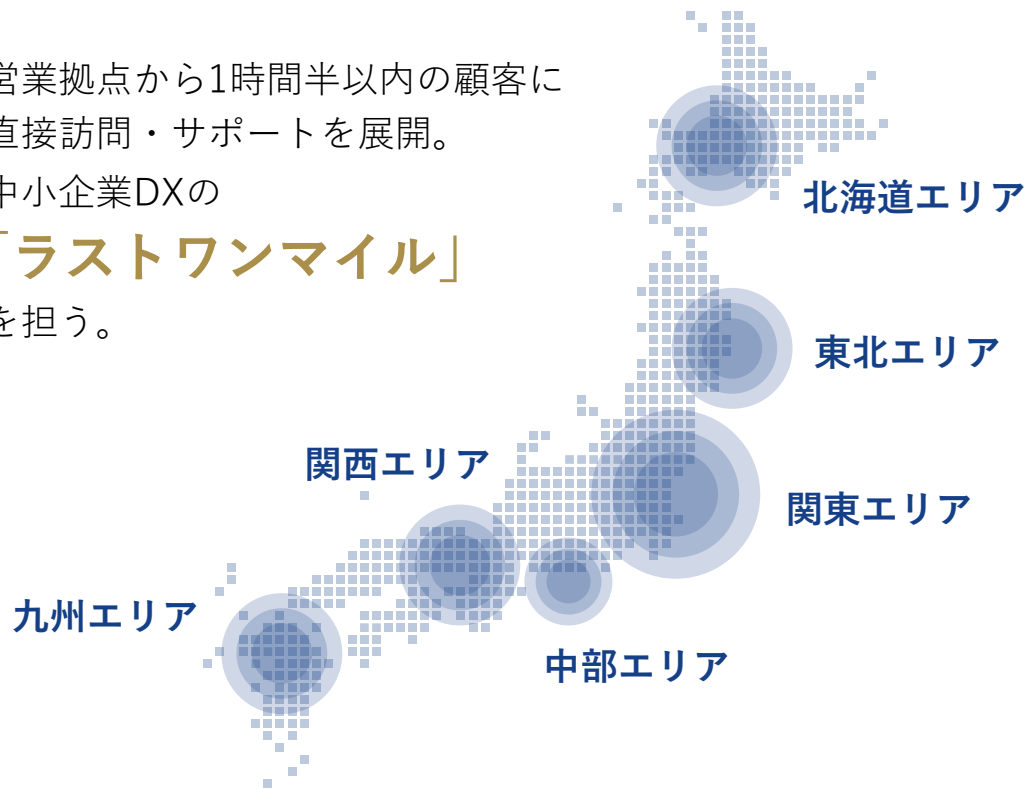 営業拠点から1時間半以内の顧客に
直接訪問・サポートを展開。
中小企業DXの
「ラストワンマイル」
を担う。
北海道エリア
東北エリア
関西エリア
関東エリア
九州エリア
中部エリア